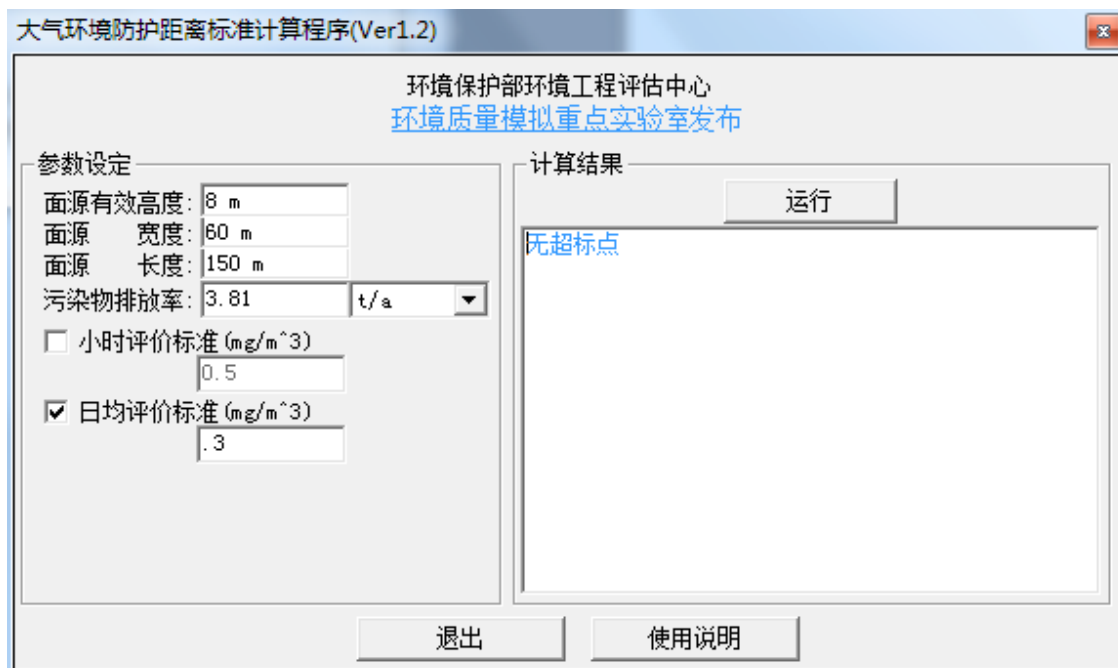 大气环境防护距离标准计算程序(Ver1.2)
环境保护部环境工程评估中心
环境质量模拟重点实验室发布
参数设定
面源有效高度: 8 m
面源 宽度: 60 m
面源 长度: 150 m
污染物排放率: 3.81 t/a
小时评价标准(mg/m^3)
0.5
日均评价标准(mg/m^3)
.3
计算结果
运行
无超标点
退出 使用说明